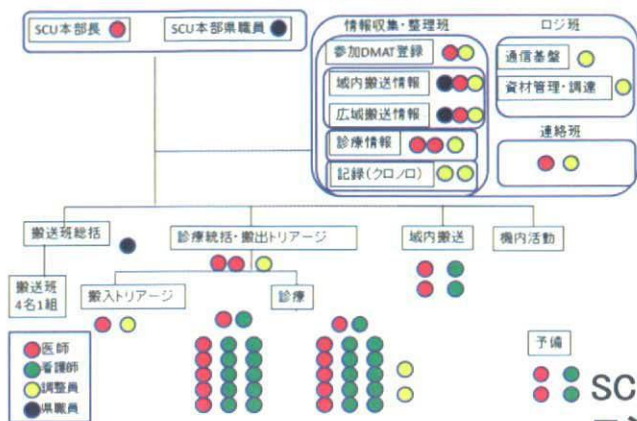 SCU本部長
SCU本部県職員
情報収集・整理班
参加DMAT登録
域内搬送情報
広域搬送情報
診療情報
記録(クロノロ)
ロジ班
通信基盤
資材管理・調達
連絡班
搬送班総括
診療統括・搬出トリアージ
域内搬送
機内活動
搬送班
4名1組
搬入トリアージ
診療
医師
看護師
調整員
県職員
予備
SC